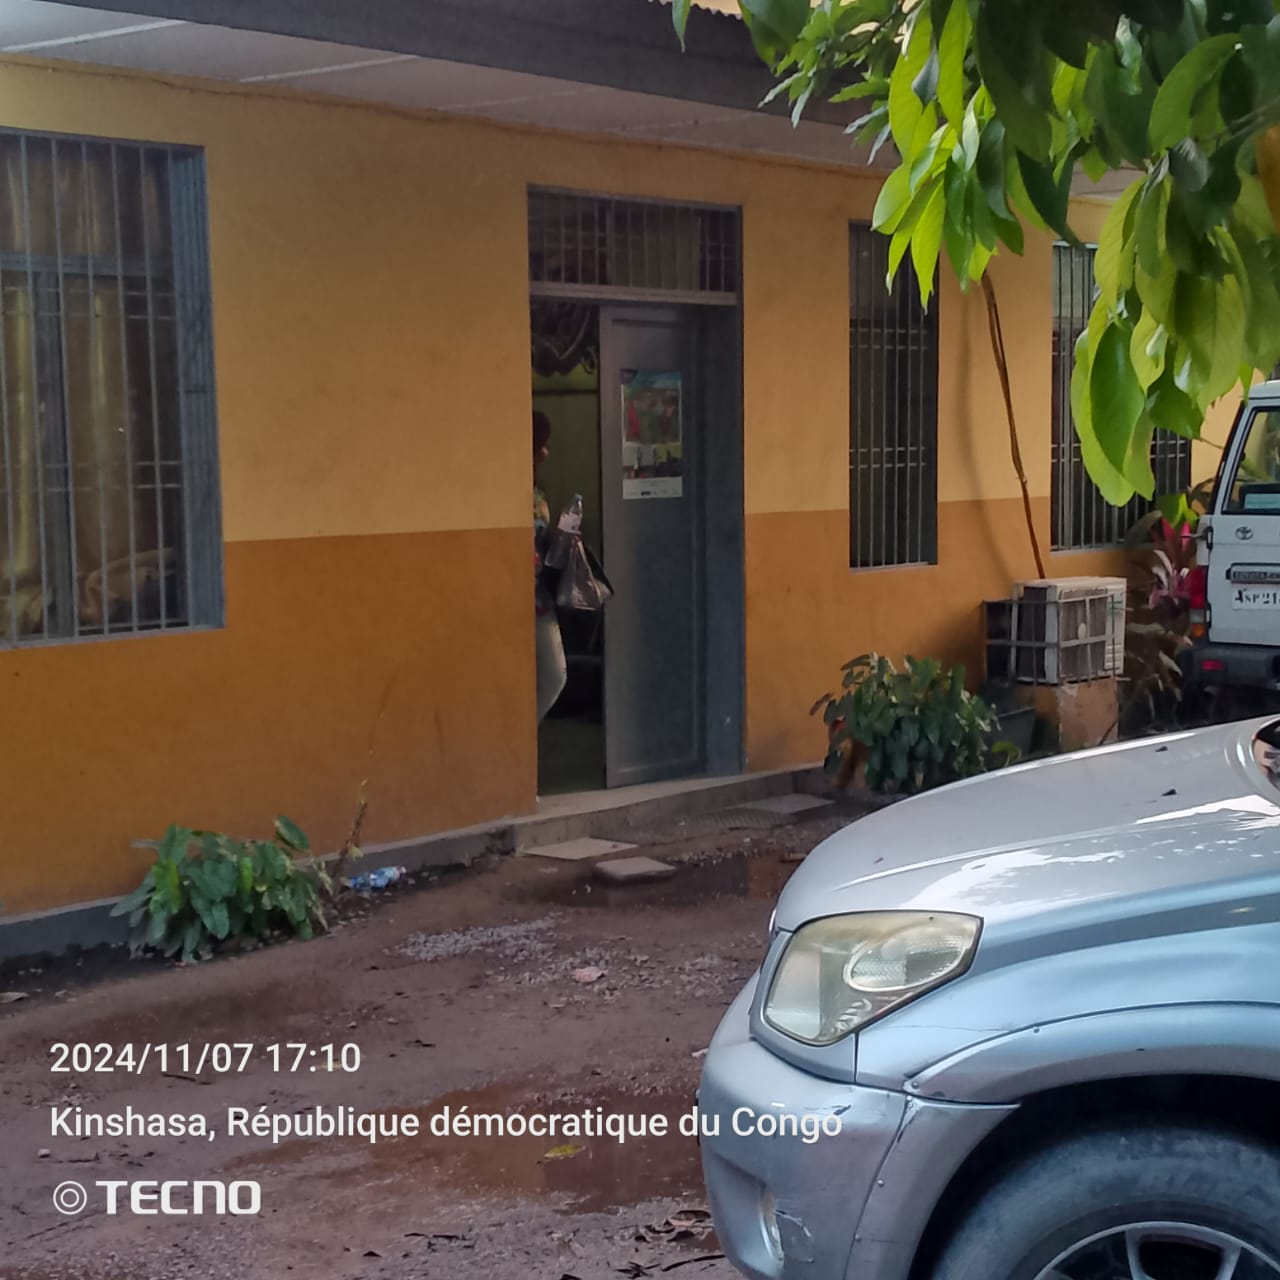 2024/11/07 17:10
Kinshasa, République démocratique du Congo
TECNO